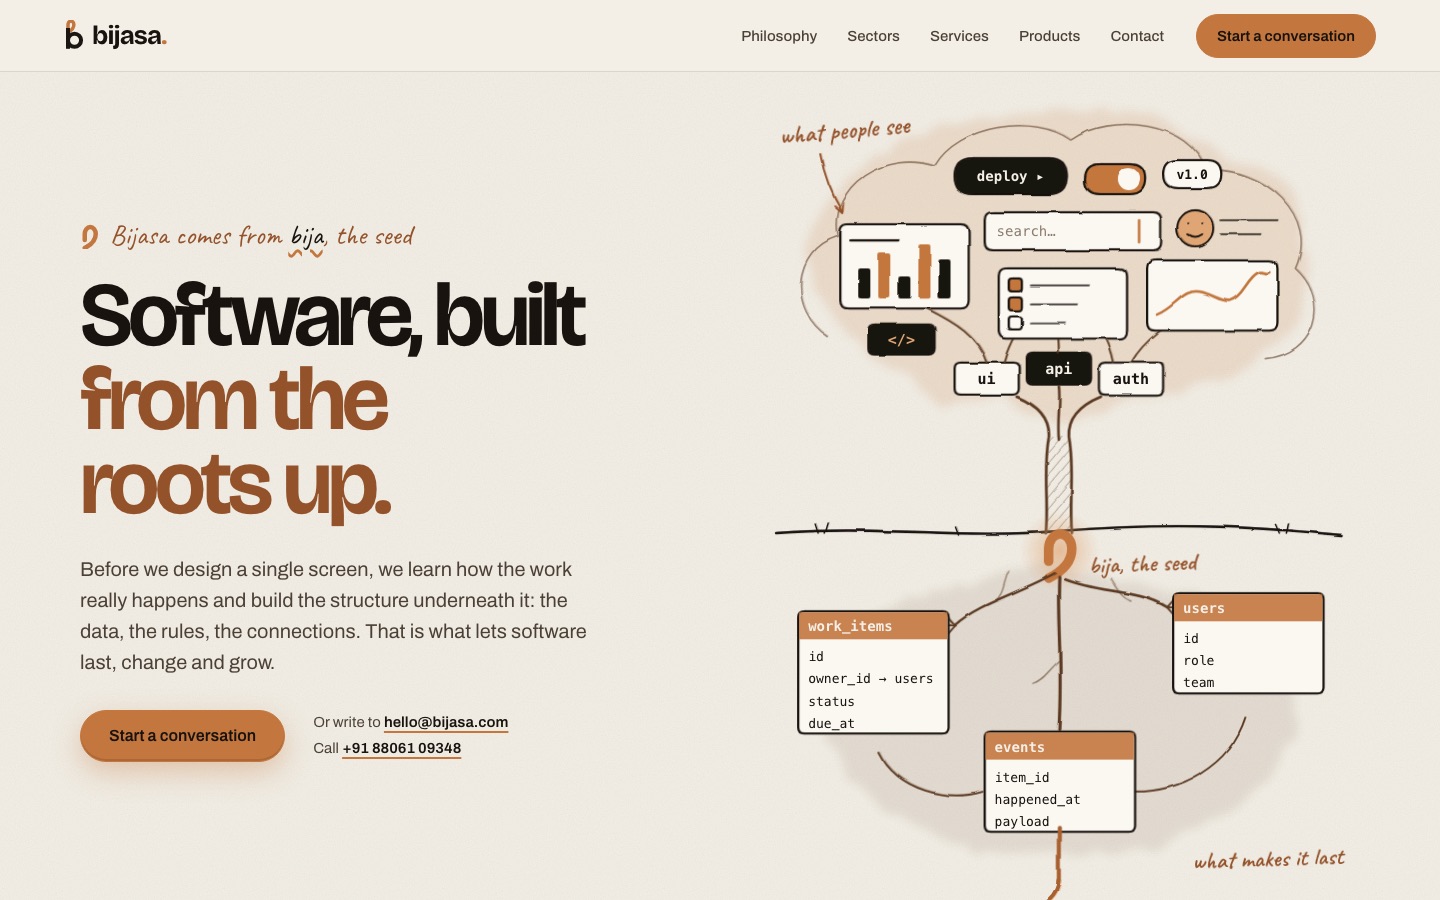 bijasa.
Philosophy
Sectors
Services
Products
Contact
Start a conversation
Bijasa comes from bija, the seed
Software, built
from the
roots up.
Before we design a single screen, we learn how the work
really happens and build the structure underneath it: the
data, the rules, the connections. That is what lets software
last, change and grow.
Start a conversation
Or write to hello@bijasa.com
Call +91 88061 09348
what people see
deploy ▸
v1.0
search…
</>
ui
api
auth
bija, the seed
work_items
id
owner_id → users
status
due_at
users
id
role
team
events
item_id
happened_at
payload
what makes it last